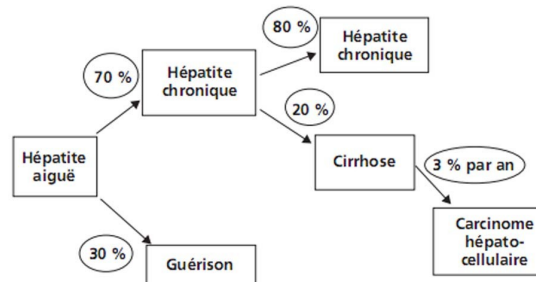 80 %
Hépatite
chronique
70 %
Hépatite
chronique
20 %
Hépatite
aiguë
Cirrhose
3 % par an
30 %
Guérison
Carcinome
hépato-
cellulaire